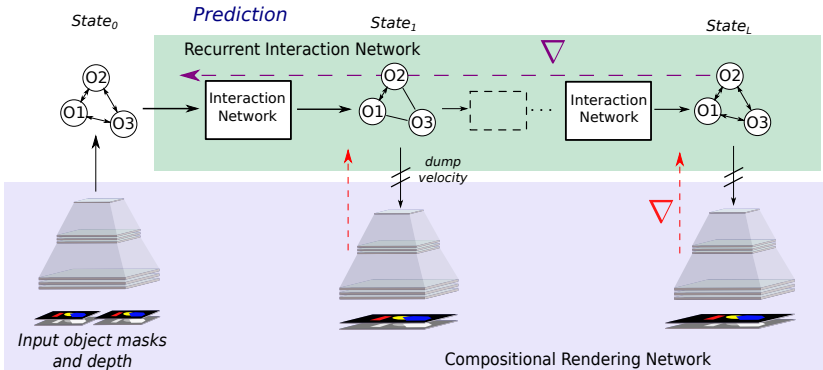 Prediction
State₀
State₁
State_L
Recurrent Interaction Network
∇
O2
O1
O3
Interaction
Network
O2
O1
O3
. . .
Interaction
Network
O2
O1
O3
dump
velocity
∇
Input object masks
and depth
Compositional Rendering Network